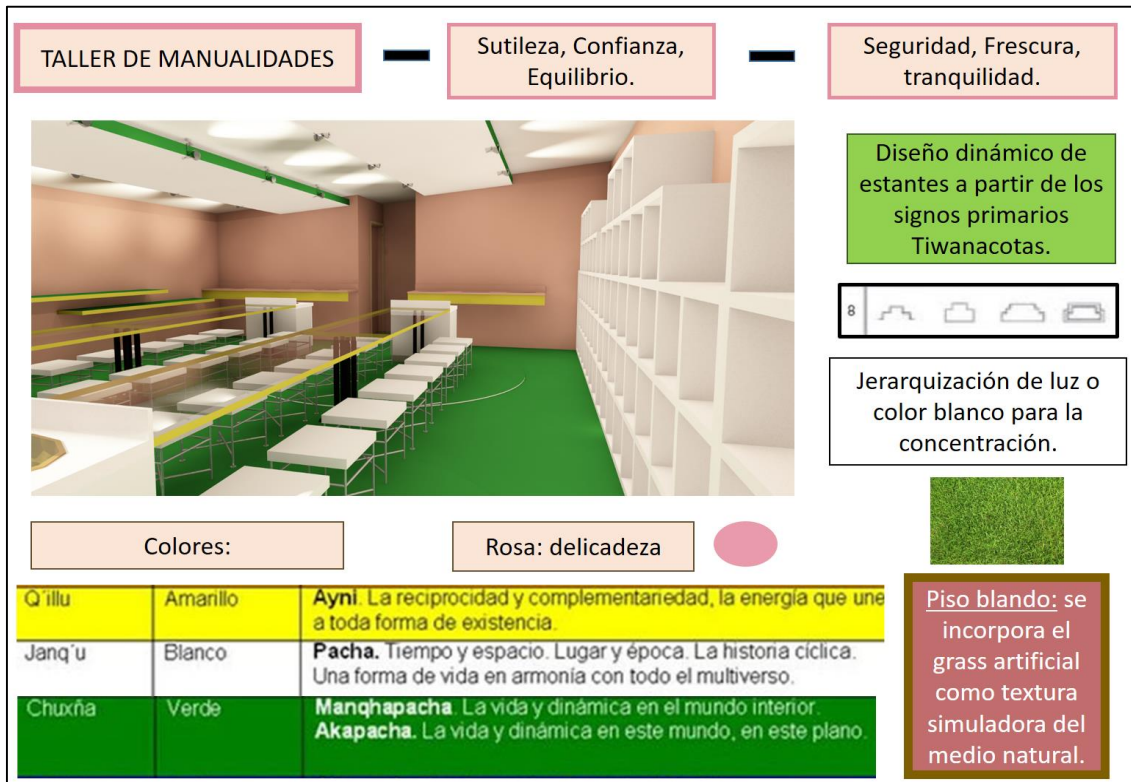 TALLER DE MANUALIDADES
Sutileza, Confianza,
Equilibrio.
Seguridad, Frescura,
tranquilidad.
Diseño dinámico de
estantes a partir de los
signos primarios
Tiwanacotas.
8
Jerarquización de luz o
color blanco para la
concentración.
Colores:
Rosa: delicadeza
Q´illu Amarillo Ayni. La reciprocidad y complementariedad, la energía que une
a toda forma de existencia.
Janq´u Blanco Pacha. Tiempo y espacio. Lugar y época. La historia cíclica.
Una forma de vida en armonía con todo el multiverso.
Chuxña Verde Manqhapacha. La vida y dinámica en el mundo interior.
Akapacha. La vida y dinámica en este mundo, en este plano.
Piso blando: se
incorpora el
grass artificial
como textura
simuladora del
medio natural.